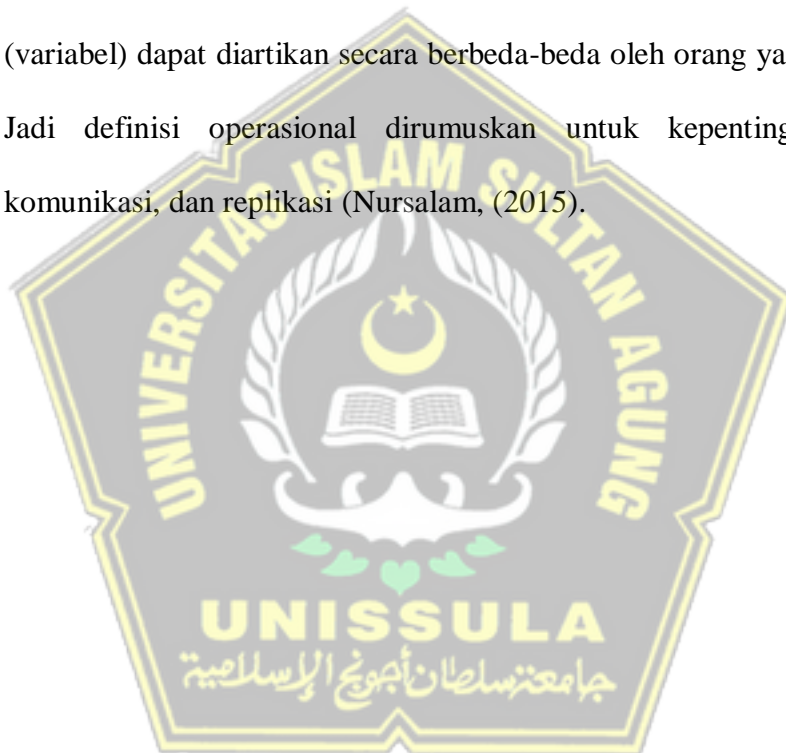 (variabel) dapat diartikan secara berbeda-beda oleh orang ya
Jadi definisi operasional dirumuskan untuk kepenting
komunikasi, dan replikasi (Nursalam, (2015).
UNIVERSITAS ISLAM SULTAN AGUNG
UNISSULA
جامعة سلطان أجونج الإسلامية